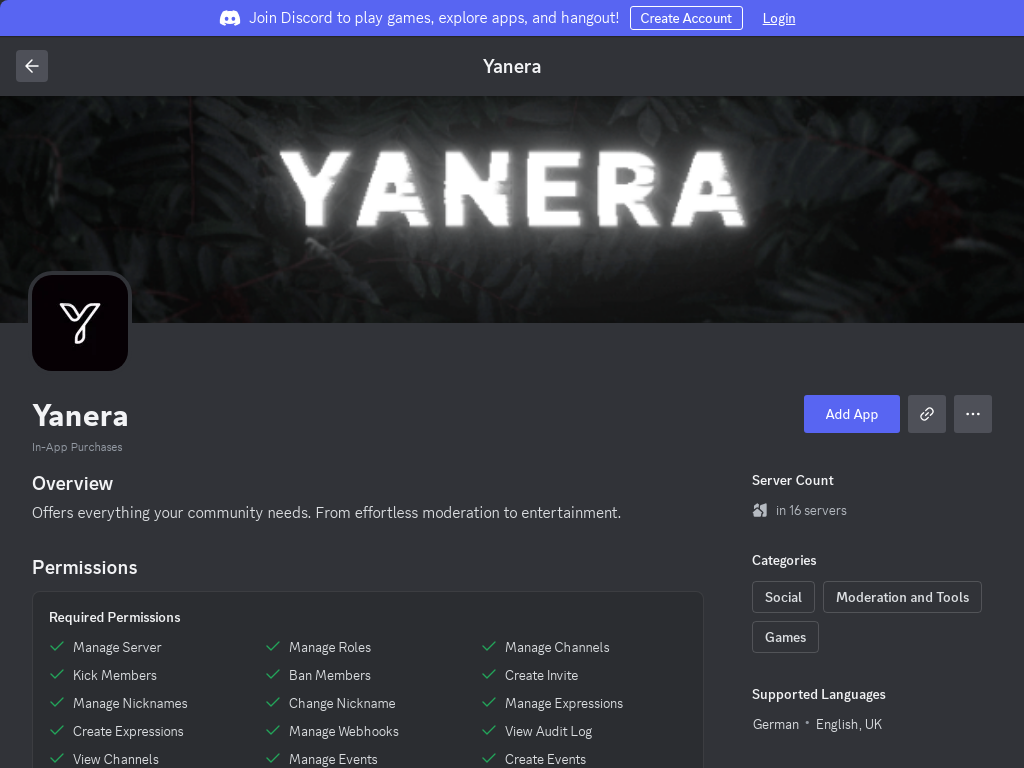 Join Discord to play games, explore apps, and hangout! Create Account Login
Yanera
YANERA
Y
Yanera
Add App
In-App Purchases
Overview
Offers everything your community needs. From effortless moderation to entertainment.
Permissions
Required Permissions
Manage Server Manage Roles Manage Channels
Kick Members Ban Members Create Invite
Manage Nicknames Change Nickname Manage Expressions
Create Expressions Manage Webhooks View Audit Log
View Channels Manage Events Create Events
Server Count
in 16 servers
Categories
Social Moderation and Tools
Games
Supported Languages
German • English, UK